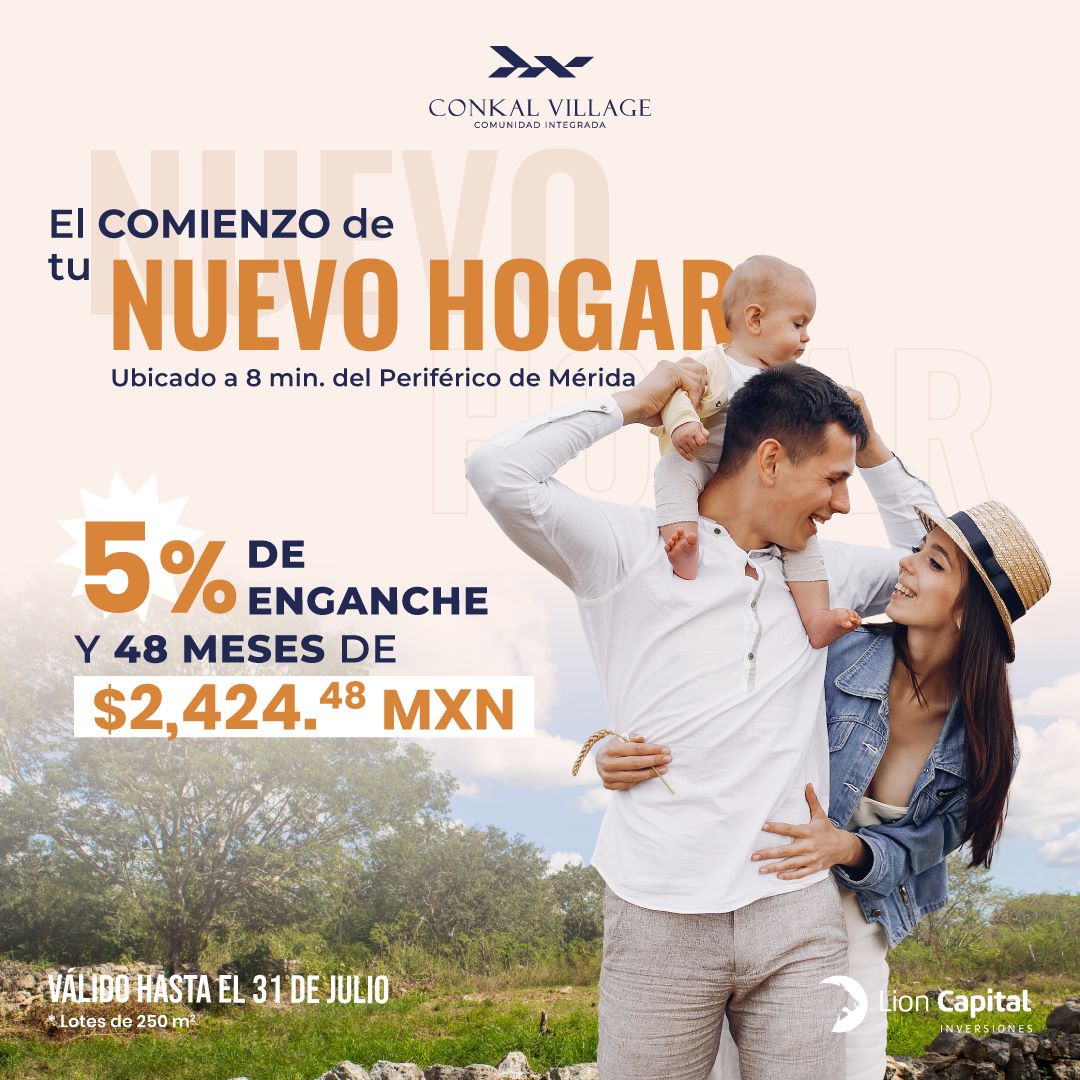 CONKAL VILLAGE
COMUNIDAD INTEGRADA
NUEVO
El COMIENZO de
tu NUEVO HOGAR
HOGAR
Ubicado a 8 min. del Periférico de Mérida
5% DE
ENGANCHE
Y 48 MESES DE
$2,424.48 MXN
VÁLIDO HASTA EL 31 DE JULIO
* Lotes de 250 m²
Lion Capital
INVERSIONES